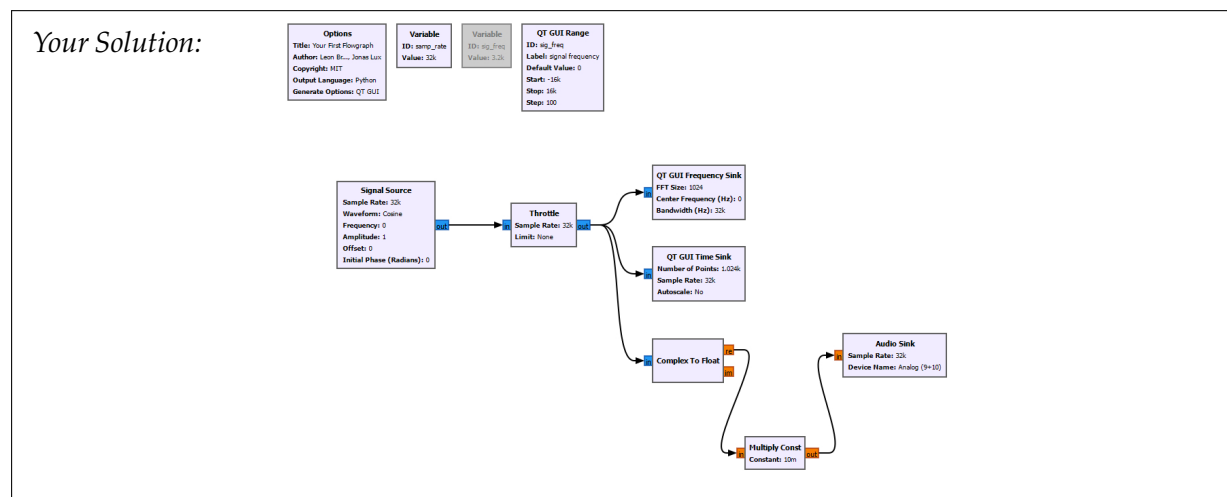 Your Solution:
Options
Title: Your First Flowgraph
Author: Leon Br..., Jonas Lux
Copyright: MIT
Output Language: Python
Generate Options: QT GUI
Variable
ID: samp_rate
Value: 32k
Variable
ID: sig_freq
Value: 3.2k
QT GUI Range
ID: sig_freq
Label: signal frequency
Default Value: 0
Start: -16k
Stop: 16k
Step: 100
Signal Source
Sample Rate: 32k
Waveform: Cosine
Frequency: 0
Amplitude: 1
Offset: 0
Initial Phase (Radians): 0
out
in
Throttle
Sample Rate: 32k
Limit: None
out
in
QT GUI Frequency Sink
FFT Size: 1024
Center Frequency (Hz): 0
Bandwidth (Hz): 32k
in
QT GUI Time Sink
Number of Points: 1.024k
Sample Rate: 32k
Autoscale: No
in
Complex To Float
re
im
in
Multiply Const
Constant: 10m
out
in
Audio Sink
Sample Rate: 32k
Device Name: Analog (9+10)